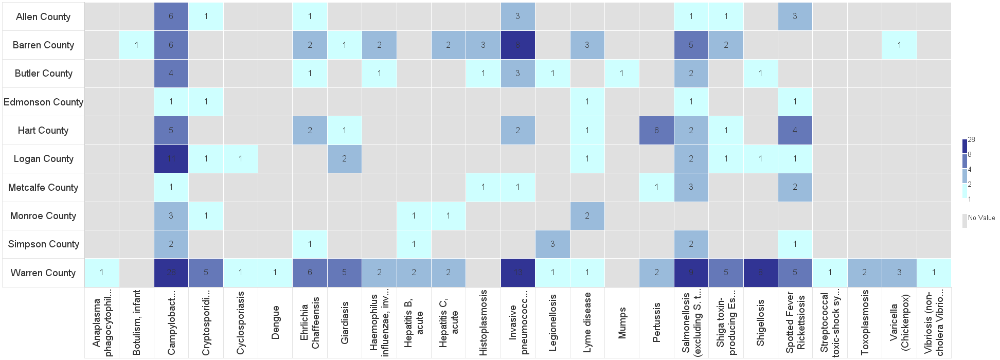 Allen County 6 1 1 3 1 1 3
Barren County 1 6 2 1 2 2 3 8 3 5 2 1
Butler County 4 1 1 1 3 1 1 2 1
Edmonson County 1 1 1 1 1
Hart County 5 2 1 2 1 6 2 1 4
Logan County 11 1 1 2 1 2 1 1 1
Metcalfe County 1 1 1 1 3 2
Monroe County 3 1 1 1 2
Simpson County 2 1 1 3 2 1
Warren County 1 28 5 1 1 6 5 2 2 2 13 1 1 2 9 5 8 5 1 2 3 1
Anaplasma
phagocytophil...
Botulism, infant
Campylobact...
Cryptosporidi...
Cyclosporiasis
Dengue
Ehrlichia
Chaffeensis
Giardiasis
Haemophilus
influenzae, inv...
Hepatitis B,
acute
Hepatitis C,
acute
Histoplasmosis
Invasive
pneumococc...
Legionellosis
Lyme disease
Mumps
Pertussis
Salmonellosis
(excluding S. t...
Shiga toxin-
producing Es...
Shigellosis
Spotted Fever
Rickettsiosis
Streptococcal
toxic-shock sy...
Toxoplasmosis
Varicella
(Chickenpox)
Vibriosis (non-
cholera Vibrio...
28
8
4
2
1
No Value